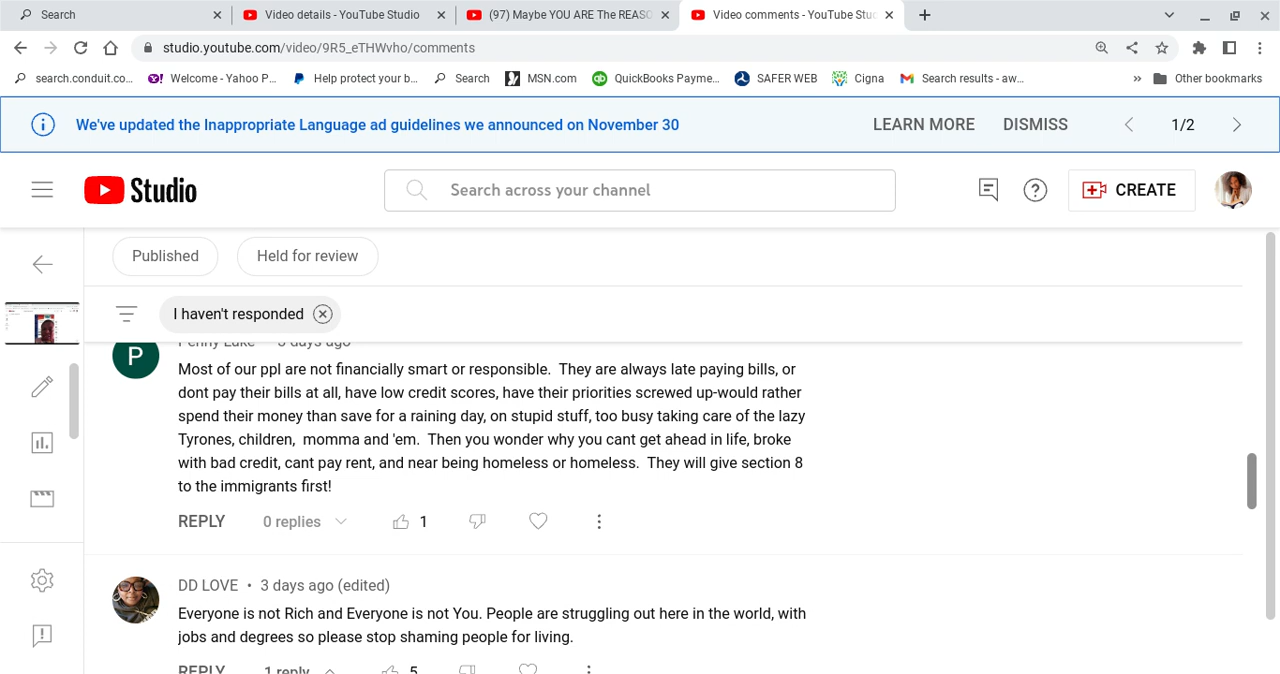 Search
Video details - YouTube Studio
(97) Maybe YOU ARE The REASO
Video comments - YouTube Stud
studio.youtube.com/video/9R5_eTHWvho/comments
search.conduit.co...
Welcome - Yahoo P...
Help protect your b...
Search
MSN.com
QuickBooks Payme...
SAFER WEB
Cigna
Search results - aw...
»
Other bookmarks
We've updated the Inappropriate Language ad guidelines we announced on November 30
LEARN MORE
DISMISS
1/2
Studio
Search across your channel
CREATE
Published
Held for review
I haven't responded
P
Penny Lake • 3 days ago
Most of our ppl are not financially smart or responsible.  They are always late paying bills, or
dont pay their bills at all, have low credit scores, have their priorities screwed up-would rather
spend their money than save for a raining day, on stupid stuff, too busy taking care of the lazy
Tyrones, children,  momma and 'em.  Then you wonder why you cant get ahead in life, broke
with bad credit, cant pay rent, and near being homeless or homeless.  They will give section 8
to the immigrants first!
REPLY
0 replies
1
DD LOVE • 3 days ago (edited)
Everyone is not Rich and Everyone is not You. People are struggling out here in the world, with
jobs and degrees so please stop shaming people for living.
REPLY
1 reply
5